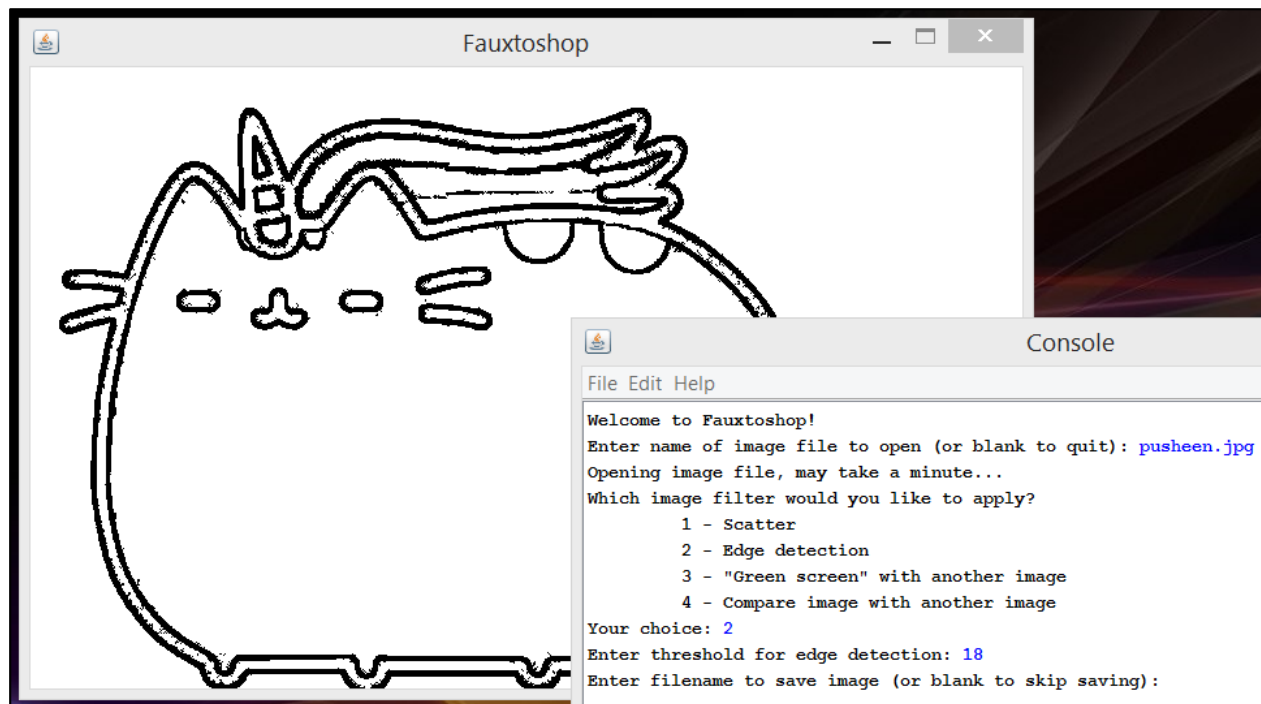 Fauxtoshop
Console
File Edit Help
Welcome to Fauxtoshop!
Enter name of image file to open (or blank to quit): pusheen.jpg
Opening image file, may take a minute...
Which image filter would you like to apply?
1 - Scatter
2 - Edge detection
3 - "Green screen" with another image
4 - Compare image with another image
Your choice: 2
Enter threshold for edge detection: 18
Enter filename to save image (or blank to skip saving):